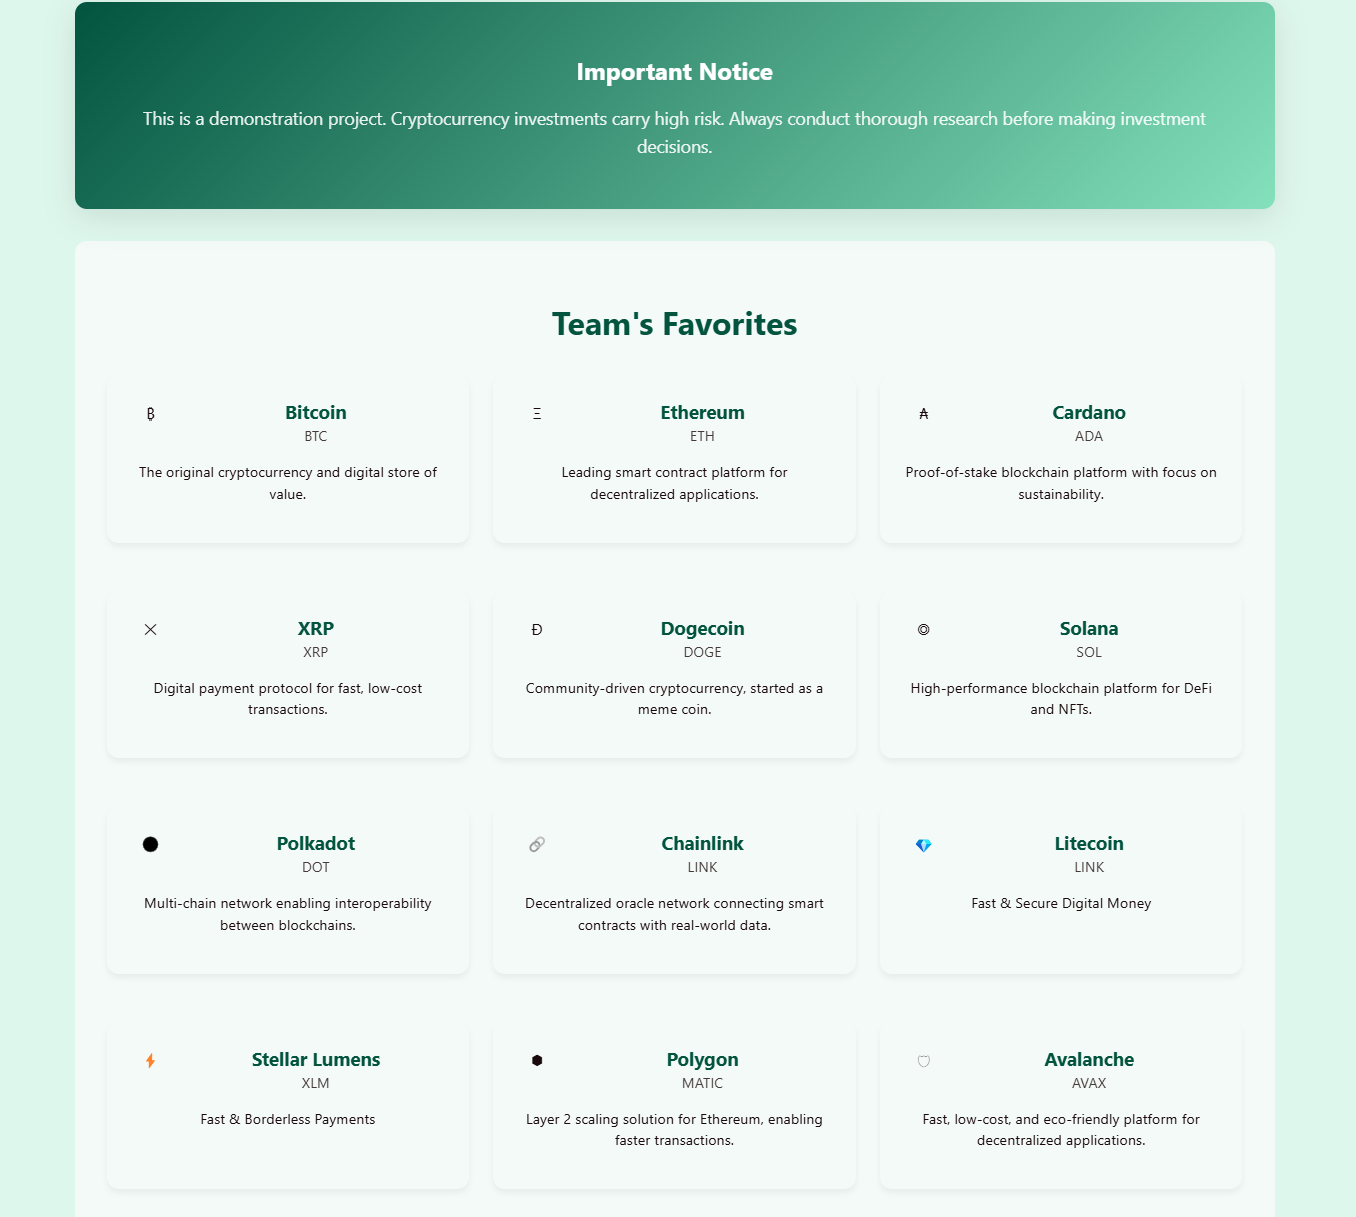 Important Notice
This is a demonstration project. Cryptocurrency investments carry high risk. Always conduct thorough research before making investment
decisions.
Team's Favorites
₿
Bitcoin
BTC
The original cryptocurrency and digital store of
value.
Ξ
Ethereum
ETH
Leading smart contract platform for
decentralized applications.
₳
Cardano
ADA
Proof-of-stake blockchain platform with focus on
sustainability.
XRP
XRP
Digital payment protocol for fast, low-cost
transactions.
Ð
Dogecoin
DOGE
Community-driven cryptocurrency, started as a
meme coin.
Solana
SOL
High-performance blockchain platform for DeFi
and NFTs.
Polkadot
DOT
Multi-chain network enabling interoperability
between blockchains.
Chainlink
LINK
Decentralized oracle network connecting smart
contracts with real-world data.
Litecoin
LINK
Fast & Secure Digital Money
Stellar Lumens
XLM
Fast & Borderless Payments
Polygon
MATIC
Layer 2 scaling solution for Ethereum, enabling
faster transactions.
Avalanche
AVAX
Fast, low-cost, and eco-friendly platform for
decentralized applications.